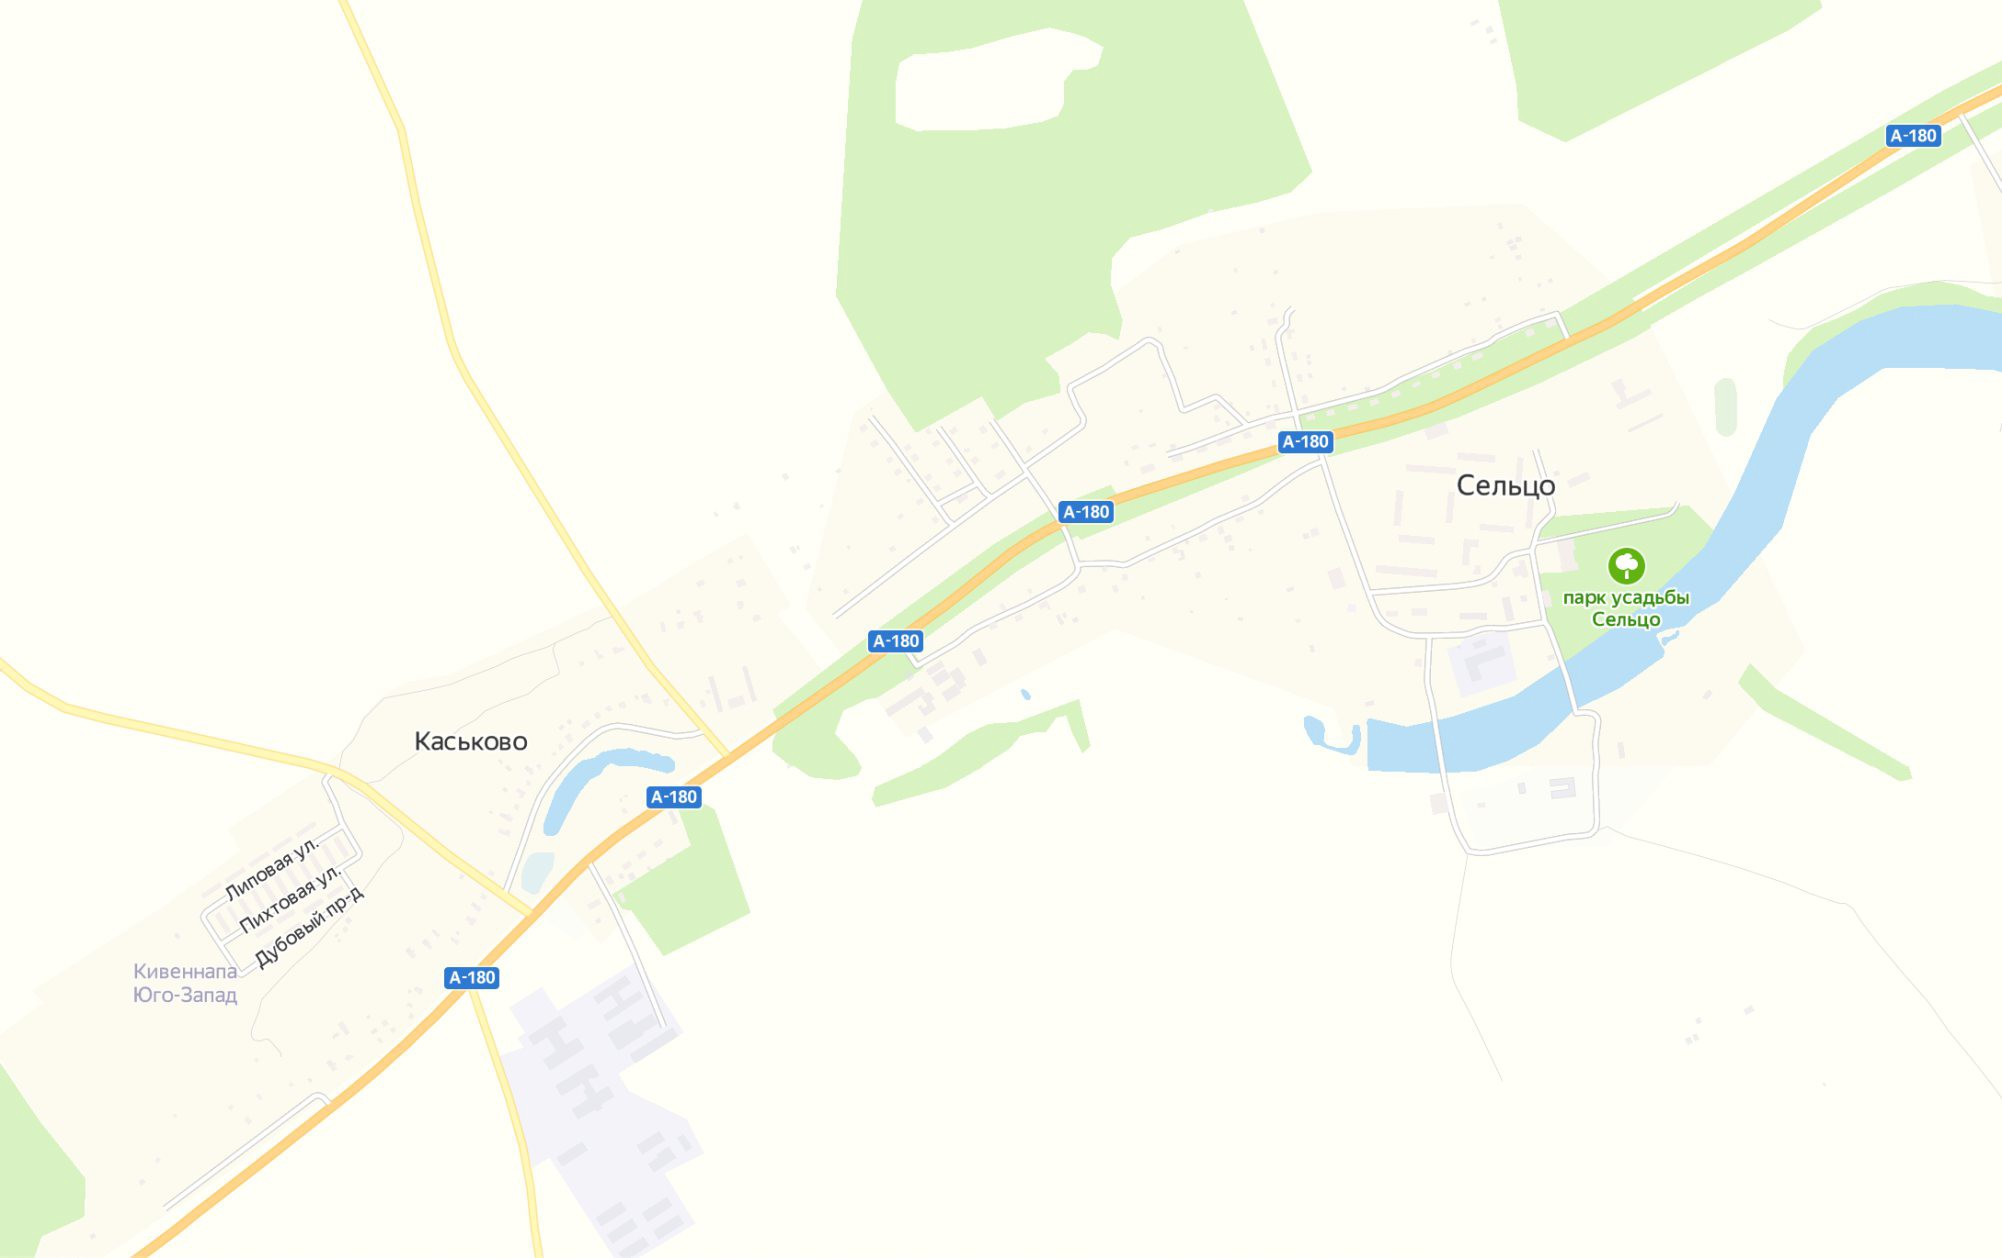 А-180
А-180
Сельцо
А-180
парк усадьбы
Сельцо
А-180
Каськово
А-180
Липовая ул.
Пихтовая ул.
Дубовый пр-д
Кивеннапа
Юго-Запад
А-180